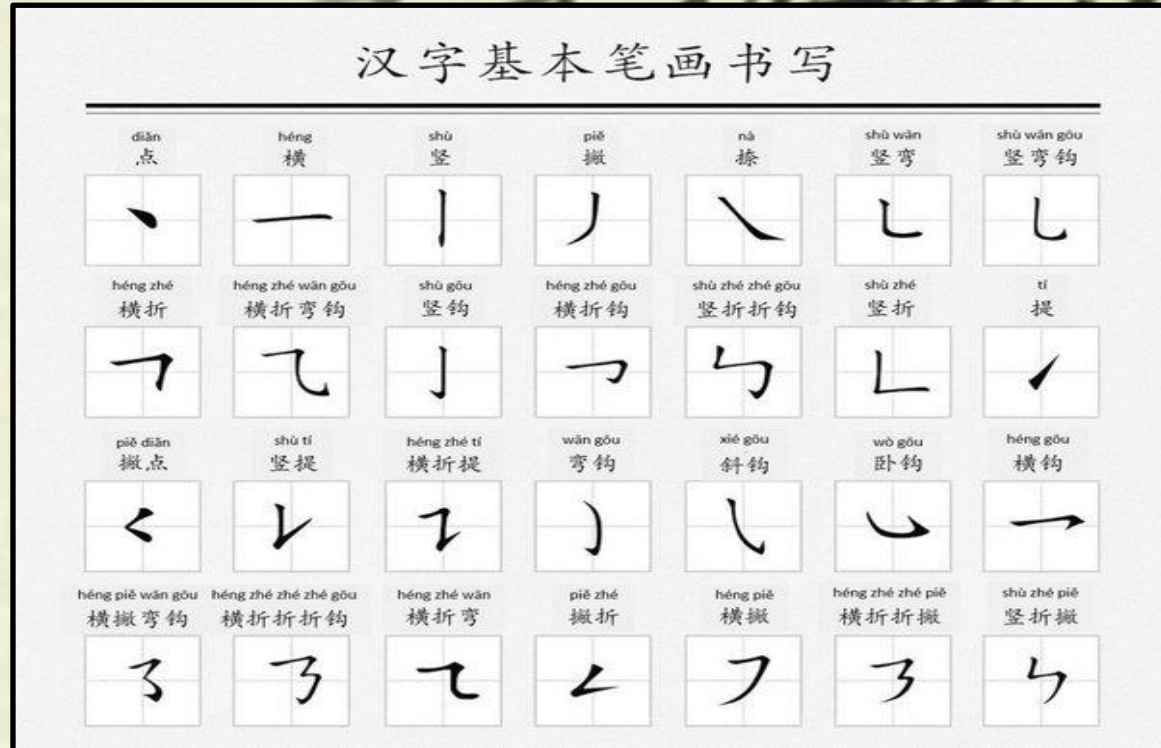 汉字基本笔画书写
diǎn héng shù piě nà shù wān shù wān gōu
点 横 竖 撇 捺 竖弯 竖弯钩
héng zhé héng zhé wān gōu shù gōu héng zhé gōu shù zhé zhé gōu shù zhé tí
横折 横折弯钩 竖钩 横折钩 竖折折钩 竖折 提
piě diǎn shù tí héng zhé tí wān gōu xié gōu wò gōu héng gōu
撇点 竖提 横折提 弯钩 斜钩 卧钩 横钩
héng piě wān gōu héng zhé zhé zhé gōu héng zhé wān piě zhé héng piě héng zhé zhé piě shù zhé piě
横撇弯钩 横折折折钩 横折弯 撇折 横撇 横折折撇 竖折撇